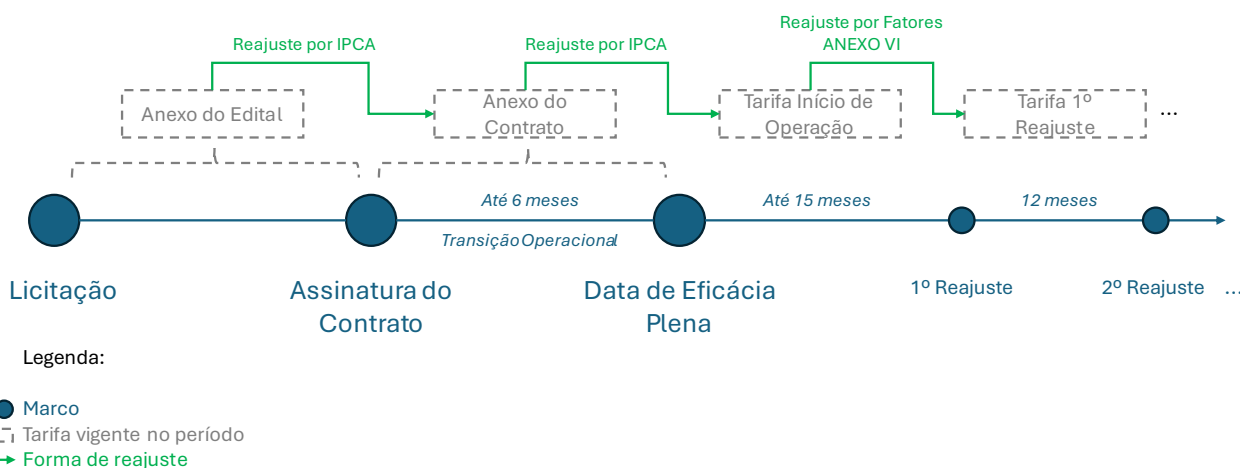 Reajuste por IPCA
Reajuste por IPCA
Reajuste por Fatores
ANEXO VI
Anexo do Edital
Anexo do
Contrato
Tarifa Início de
Operação
Tarifa 1º
Reajuste
...
Até 6 meses
Até 15 meses
12 meses
Transição Operacional
Licitação
Assinatura do
Contrato
Data de Eficácia
Plena
1º Reajuste
2º Reajuste
...
Legenda:
Marco
Tarifa vigente no período
Forma de reajuste